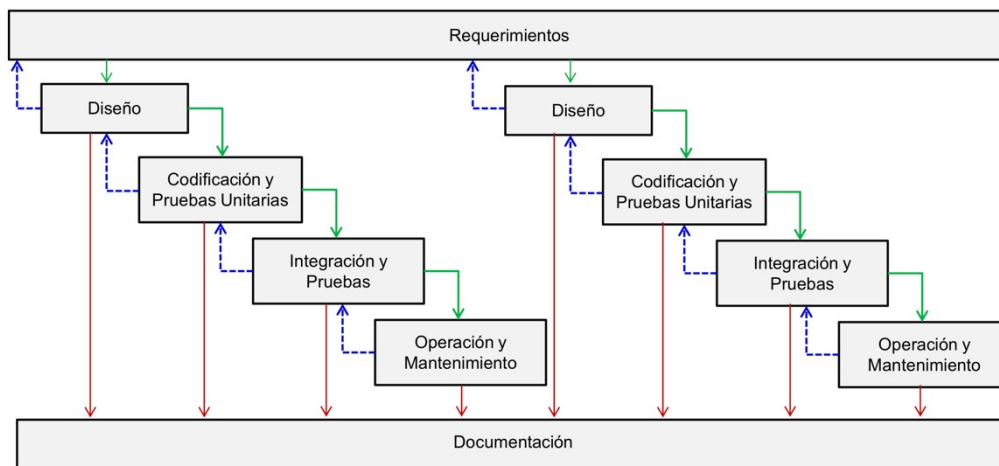 Requerimientos
Diseño
Codificación y
Pruebas Unitarias
Integración y
Pruebas
Operación y
Mantenimiento
Diseño
Codificación y
Pruebas Unitarias
Integración y
Pruebas
Operación y
Mantenimiento
Documentación